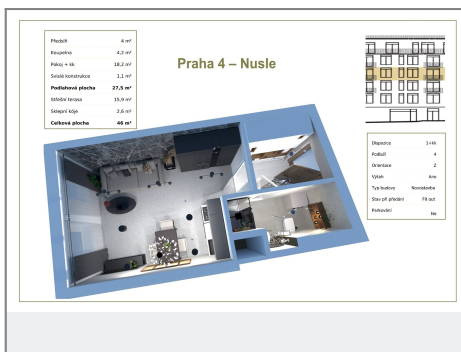 Předsíň 4 m²
Koupelna 4,2 m²
Pokoj + kk 18,2 m²
Svislé konstrukce 1,1 m²
Podlahová plocha 27,5 m²
Střešní terasa 15,9 m²
Sklepní kóje 2,6 m²
Celková plocha 46 m²
Praha 4 – Nusle
Dispozice 1+kk
Podlaží 4
Orientace Z
Výtah Ano
Typ budovy Novostavba
Stav při předání Fit out
Parkování Ne